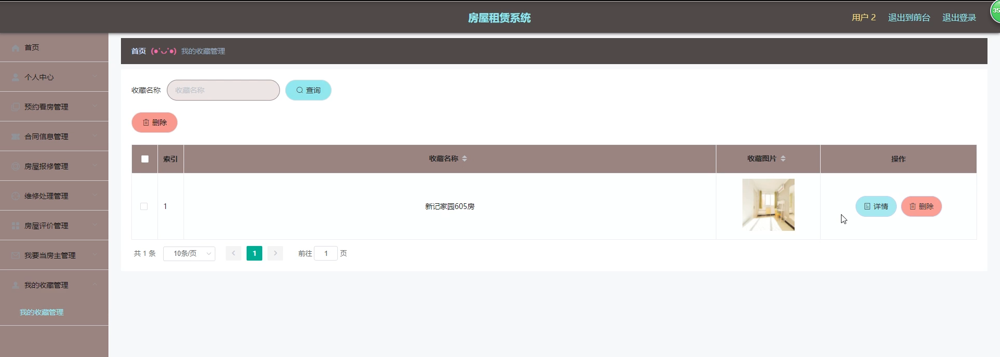 房屋租赁系统
用户 2 退出到前台 退出登录
35
首页
个人中心
预约看房管理
合同信息管理
房屋报修管理
维修处理管理
房屋评价管理
我要当房主管理
我的收藏管理
我的收藏管理
首页 (●'◡'●) 我的收藏管理
收藏名称 收藏名称 查询
删除
索引 收藏名称 收藏图片 操作
1 新记家园605房 详情 删除
共 1 条 10条/页 1 前往 1 页